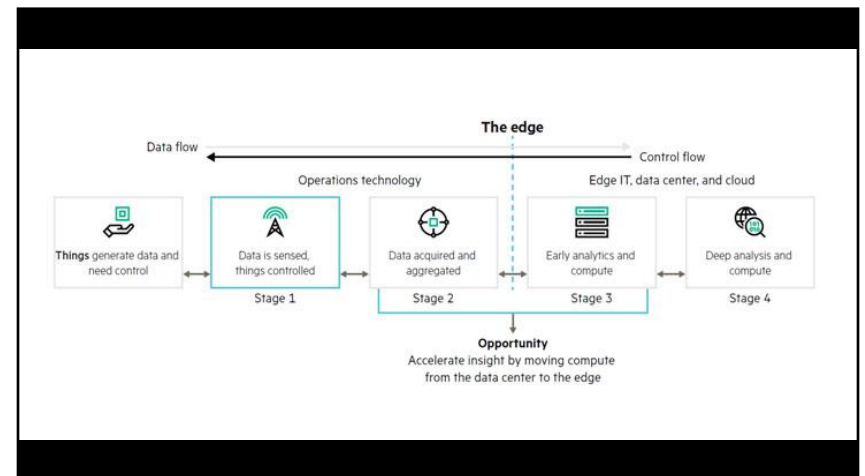 The edge
Data flow
Control flow
Operations technology
Edge IT, data center, and cloud
Things generate data and
need control
Data is sensed,
things controlled
Data acquired and
aggregated
Early analytics and
compute
101
010
Deep analysis and
compute
Stage 1
Stage 2
Stage 3
Stage 4
Opportunity
Accelerate insight by moving compute
from the data center to the edge